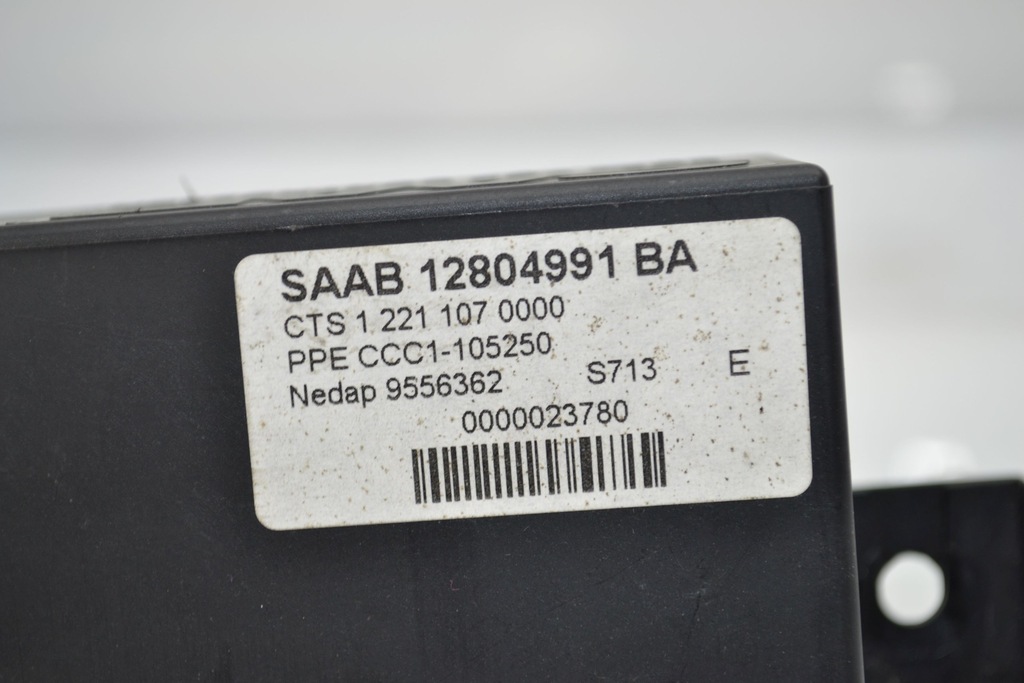 SAAB 12804991 BA
CTS 1 221 107 0000
PPE CCC1-105250
Nedap 9556362 S713 E
0000023780